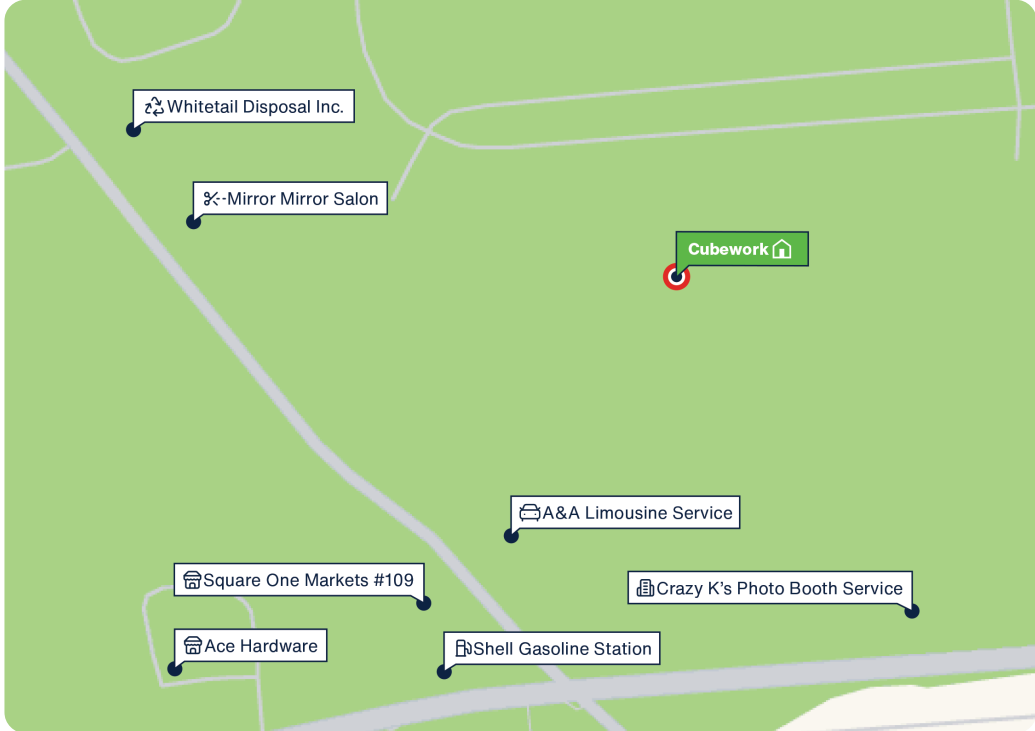 Whitetail Disposal Inc.
Mirror Mirror Salon
Cubework
A&A Limousine Service
Square One Markets #109
Crazy K's Photo Booth Service
Ace Hardware
Shell Gasoline Station